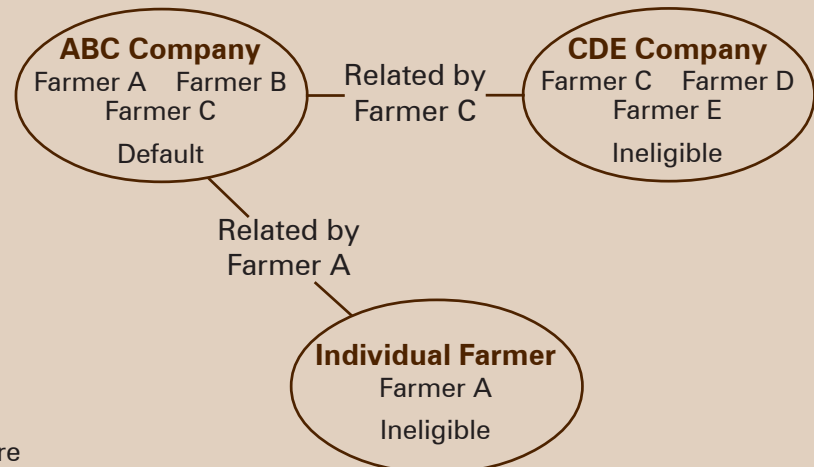 ABC Company
Farmer A Farmer B
Farmer C
Default
Related by
Farmer C
CDE Company
Farmer C Farmer D
Farmer E
Ineligible
Related by
Farmer A
Individual Farmer
Farmer A
Ineligible
re